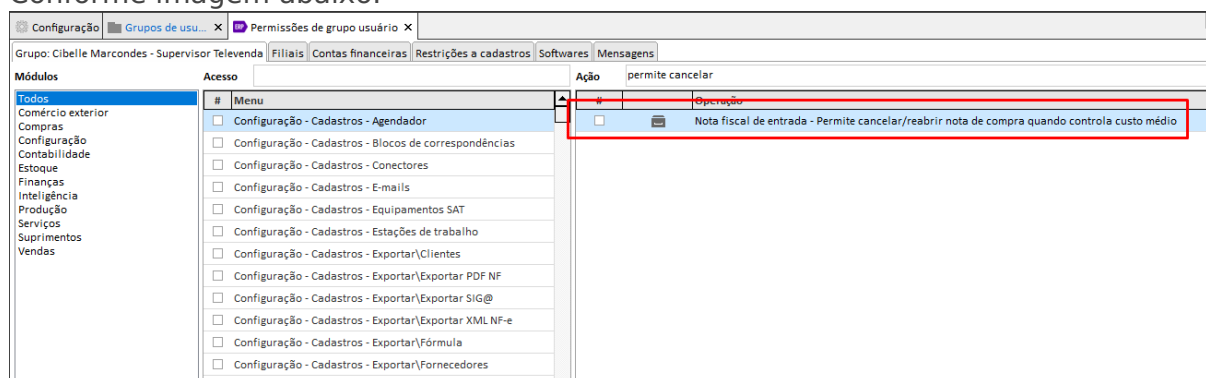 Conforme imagem abaixo:
Configuração Grupos de usu... X Permissões de grupo usuário X
Grupo: Cibelle Marcondes - Supervisor Televenda Filiais Contas financeiras Restrições a cadastros Softwares Mensagens
Módulos Acesso Ação permite cancelar
Todos
Comércio exterior
Compras
Configuração
Contabilidade
Estoque
Finanças
Inteligência
Produção
Serviços
Suprimentos
Vendas
# Menu
Configuração - Cadastros - Agendador
Configuração - Cadastros - Blocos de correspondências
Configuração - Cadastros - Conectores
Configuração - Cadastros - E-mails
Configuração - Cadastros - Equipamentos SAT
Configuração - Cadastros - Estações de trabalho
Configuração - Cadastros - Exportar\Clientes
Configuração - Cadastros - Exportar\Exportar PDF NF
Configuração - Cadastros - Exportar\Exportar SIG@
Configuração - Cadastros - Exportar\Exportar XML NF-e
Configuração - Cadastros - Exportar\Fórmula
Configuração - Cadastros - Exportar\Fornecedores
# Operação
Nota fiscal de entrada - Permite cancelar/reabrir nota de compra quando controla custo médio